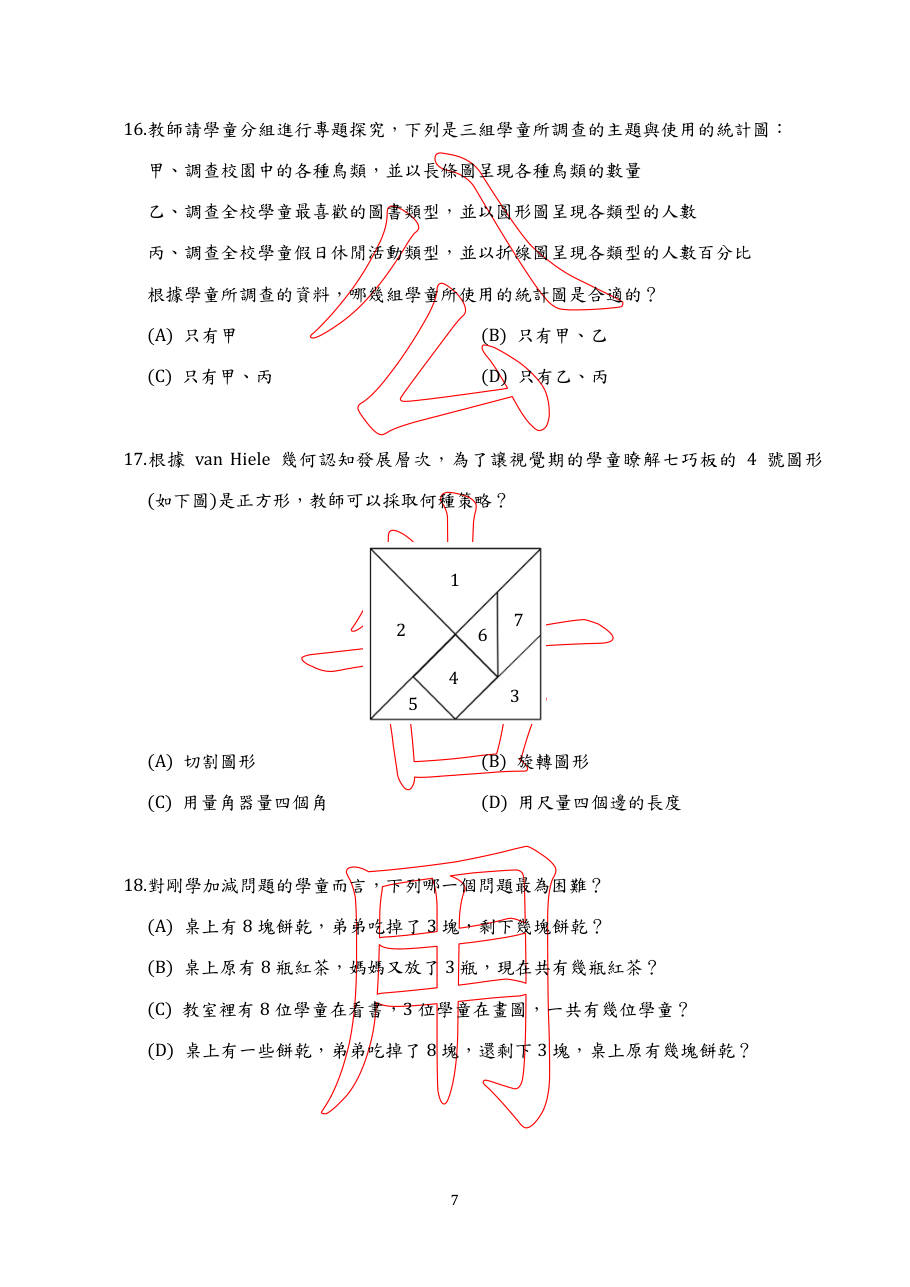 16.教師請學童分組進行專題探究，下列是三組學童所調查的主題與使用的統計圖：
甲、調查校園中的各種鳥類，並以長條圖呈現各種鳥類的數量
乙、調查全校學童最喜歡的圖書類型，並以圓形圖呈現各類型的人數
丙、調查全校學童假日休閒活動類型，並以折線圖呈現各類型的人數百分比
根據學童所調查的資料，哪幾組學童所使用的統計圖是合適的？
(A) 只有甲 (B) 只有甲、乙
(C) 只有甲、丙 (D) 只有乙、丙
17.根據 van Hiele 幾何認知發展層次，為了讓視覺期的學童瞭解七巧板的 4 號圖形
(如下圖)是正方形，教師可以採取何種策略？
1
2
6
7
4
5
3
(A) 切割圖形 (B) 旋轉圖形
(C) 用量角器量四個角 (D) 用尺量四個邊的長度
18.對剛學加減問題的學童而言，下列哪一個問題最為困難？
(A) 桌上有 8 塊餅乾，弟弟吃掉了 3 塊，剩下幾塊餅乾？
(B) 桌上原有 8 瓶紅茶，媽媽又放了 3 瓶，現在共有幾瓶紅茶？
(C) 教室裡有 8 位學童在看書，3 位學童在畫圖，一共有幾位學童？
(D) 桌上有一些餅乾，弟弟吃掉了 8 塊，還剩下 3 塊，桌上原有幾塊餅乾？
公
告
用
7